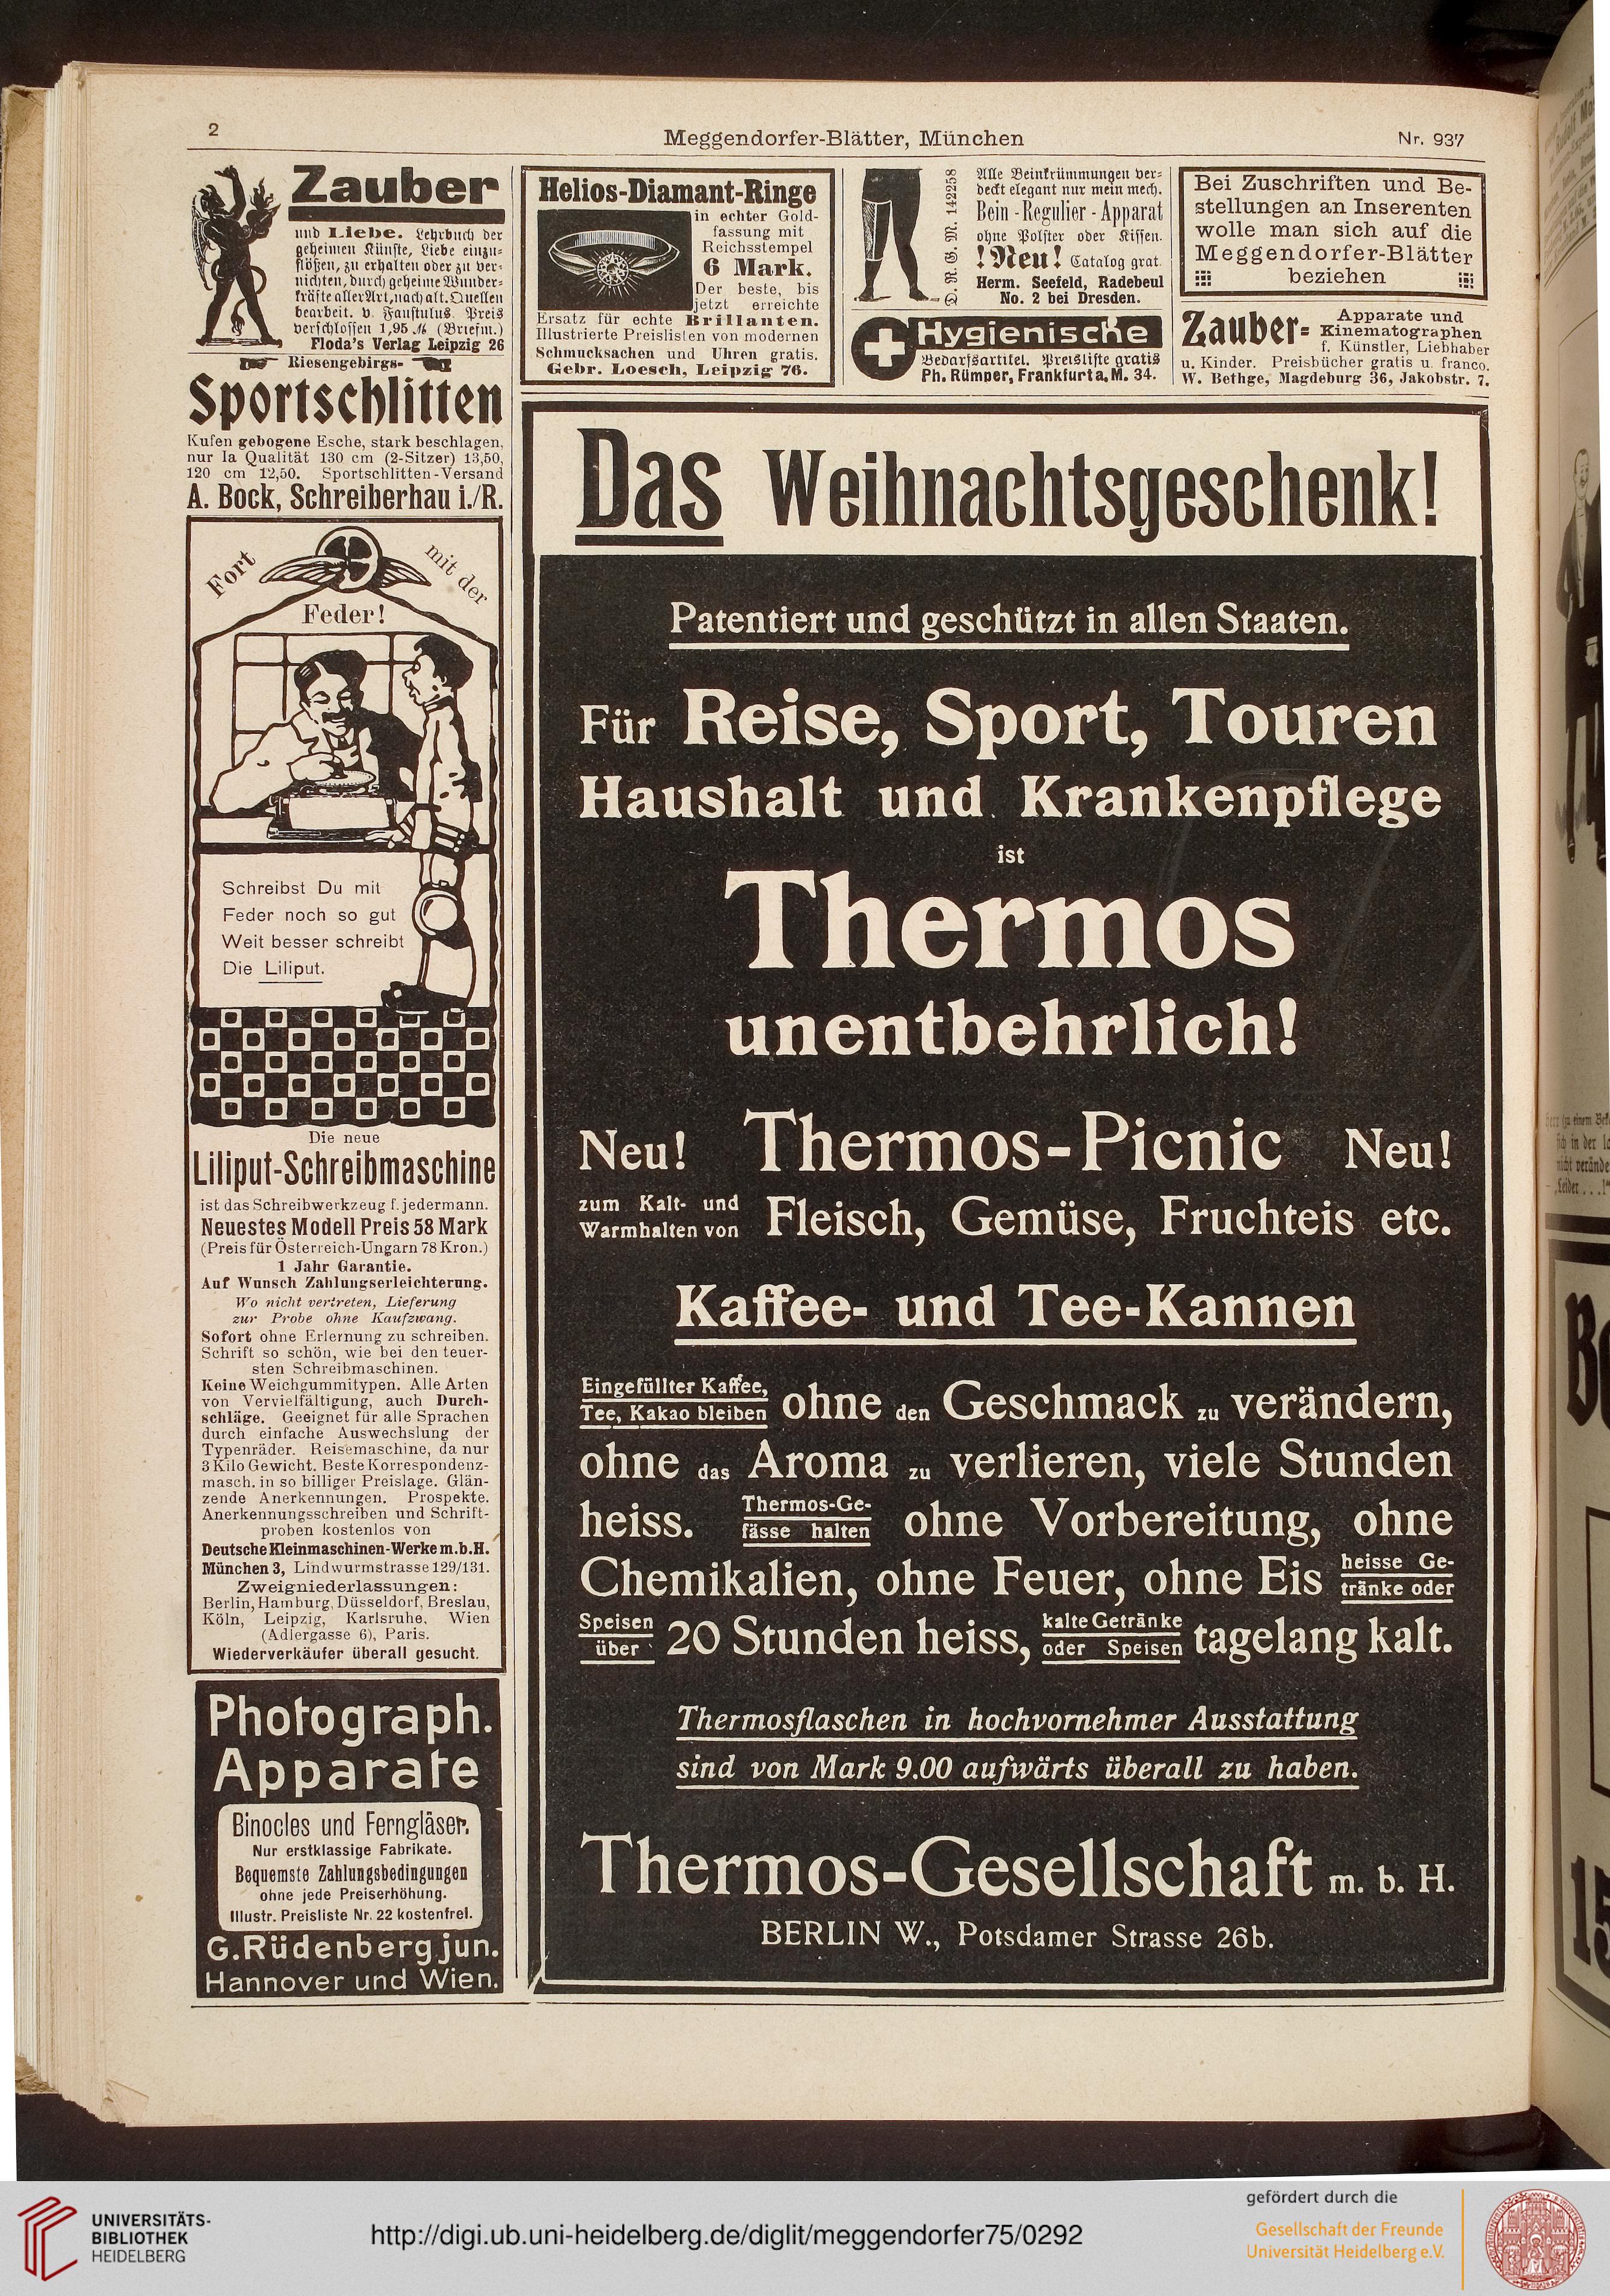 2
Meggendorfer-Blätter, München
Nr. 937
Zauber
und Liebe. Lehrbuch der
geheimen Künste, Liebe einzu-
flößen, zu erhalten oder zu ver-
nichten, durch geheime Wunder-
kräfte aller Art, nach alt. Quellen
bearbeit. v. Faustulus. Preis
verschlossen 1,95 ℳ (Briefm.)
Floda's Verlag Leipzig 26
Riesengebirgs-
Sportschlitten
Kufen gebogene Esche, stark beschlagen,
nur Ia Qualität 130 cm (2-Sitzer) 13,50,
120 cm 12,50. Sportschlitten-Versand
A. Bock, Schreiberhau i./R.
Fort mit der
Feder!
Schreibst Du mit
Feder noch so gut
Weit besser schreibt
Die Liliput.
Die neue
Liliput-Schreibmaschine
ist das Schreibwerkzeug f. jedermann.
Neuestes Modell Preis 58 Mark
(Preis für Österreich-Ungarn 78 Kron.)
1 Jahr Garantie.
Auf Wunsch Zahlungserleichterung.
Wo nicht vertreten, Lieferung
zur Probe ohne Kaufzwang.
Sofort ohne Erlernung zu schreiben.
Schrift so schön, wie bei den teuer-
sten Schreibmaschinen.
Keine Weichgummitypen. Alle Arten
von Vervielfältigung, auch Durch-
schläge. Geeignet für alle Sprachen
durch einfache Auswechslung der
Typenräder. Reisemaschine, da nur
3 Kilo Gewicht. Beste Korrespondenz-
masch. in so billiger Preislage. Glän-
zende Anerkennungen. Prospekte.
Anerkennungsschreiben und Schrift-
proben kostenlos von
Deutsche Kleinmaschinen-Werke m.b.H.
München 3, Lindwurmstrasse 129/131.
Zweigniederlassungen:
Berlin, Hamburg, Düsseldorf, Breslau,
Köln, Leipzig, Karlsruhe, Wien
(Adlergasse 6), Paris.
Wiederverkäufer überall gesucht.
Photograph.
Apparate
Binocles und Ferngläser.
Nur erstklassige Fabrikate.
Bequemste Zahlungsbedingungen
ohne jede Preiserhöhung.
Illustr. Preisliste Nr. 22 kostenfrei.
G. Rüdenberg jun.
Hannover und Wien.
Helios-Diamant-Ringe
in echter Gold-
fassung mit
Reichsstempel
6 Mark.
Der beste, bis
jetzt erreichte
Ersatz für echte Brillanten.
Illustrierte Preislisten von modernen
Schmucksachen und Uhren gratis.
Gebr. Loesch, Leipzig 76.
D. R. G. M. 142258
Alle Beinkrümmungen ver-
deckt elegant nur mein mech.
Bein-Regulier-Apparat
ohne Polster oder Kissen.
! Neu! Catalog grat.
Herm. Seefeld, Radebeul
No. 2 bei Dresden.
Hygienische
Bedarfsartikel. Preisliste gratis
Ph. Rümper, Frankfurt a. M. 34.
Bei Zuschriften und Be-
stellungen an Inserenten
wolle man sich auf die
Meggendorfer-Blätter
beziehen
Zauber- Apparate und
Kinematographen
f. Künstler, Liebhaber
u. Kinder. Preisbücher gratis u. franco.
W. Bethge, Magdeburg 36, Jakobstr. 7.
Das Weihnachtsgeschenk!
Patentiert und geschützt in allen Staaten.
Für Reise, Sport, Touren
Haushalt und Krankenpflege
ist
Thermos
unentbehrlich!
Neu! Thermos-Picnic Neu!
zum Kalt- und Warmhalten von Fleisch, Gemüse, Fruchteis etc.
Kaffee- und Tee-Kannen
Eingefüllter Kaffee, Tee, Kakao bleiben ohne den Geschmack zu verändern,
ohne das Aroma zu verlieren, viele Stunden
heiss. Thermos-Ge-fässe halten ohne Vorbereitung, ohne
Chemikalien, ohne Feuer, ohne Eis heisse Ge-tränke oder
Speisen über 20 Stunden heiss, kalte Getränke oder Speisen tagelang kalt.
Thermosflaschen in hochvornehmer Ausstattung
sind von Mark 9.00 aufwärts überall zu haben.
Thermos-Gesellschaft m. b. H.
BERLIN W., Potsdamer Strasse 26b.
UNIVERSITÄTS-
BIBLIOTHEK
HEIDELBERG
http://digi.ub.uni-heidelberg.de/diglit/meggendorfer75/0292
gefördert durch die
Gesellschaft der Freunde
Universität Heidelberg e.V.